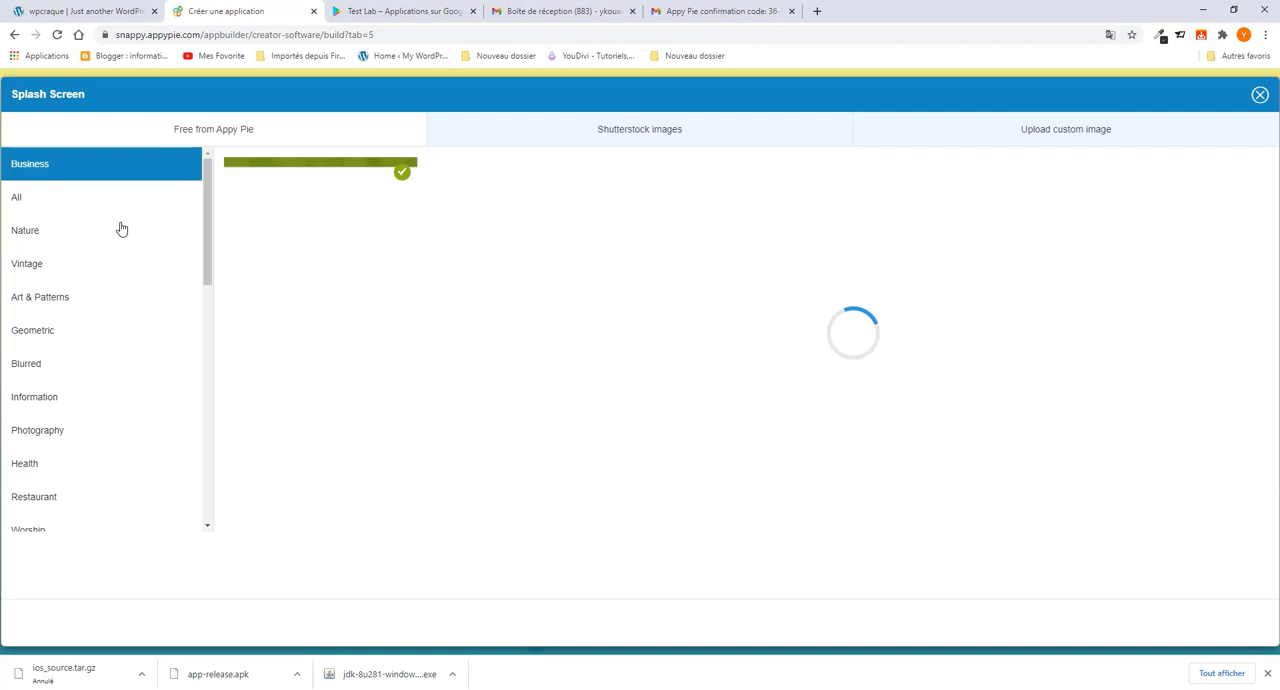 wpcraque | Just another WordPre
Créer une application
Test Lab – Applications sur Goog
Boîte de réception (883) - ykoua
Appy Pie confirmation code: 36-
snappy.appypie.com/appbuilder/creator-software/build?tab=5
Y
Applications
Blogger : informati...
Mes Favorite
Importés depuis Fir...
Home ‹ My WordPr...
Nouveau dossier
YouDivi - Tutoriels,...
Nouveau dossier
Autres favoris
Splash Screen
Free from Appy Pie
Shutterstock images
Upload custom image
Business
All
Nature
Vintage
Art & Patterns
Geometric
Blurred
Information
Photography
Health
Restaurant
Worship
ios_source.tar.gz
Annulé
app-release.apk
jdk-8u281-window....exe
Tout afficher